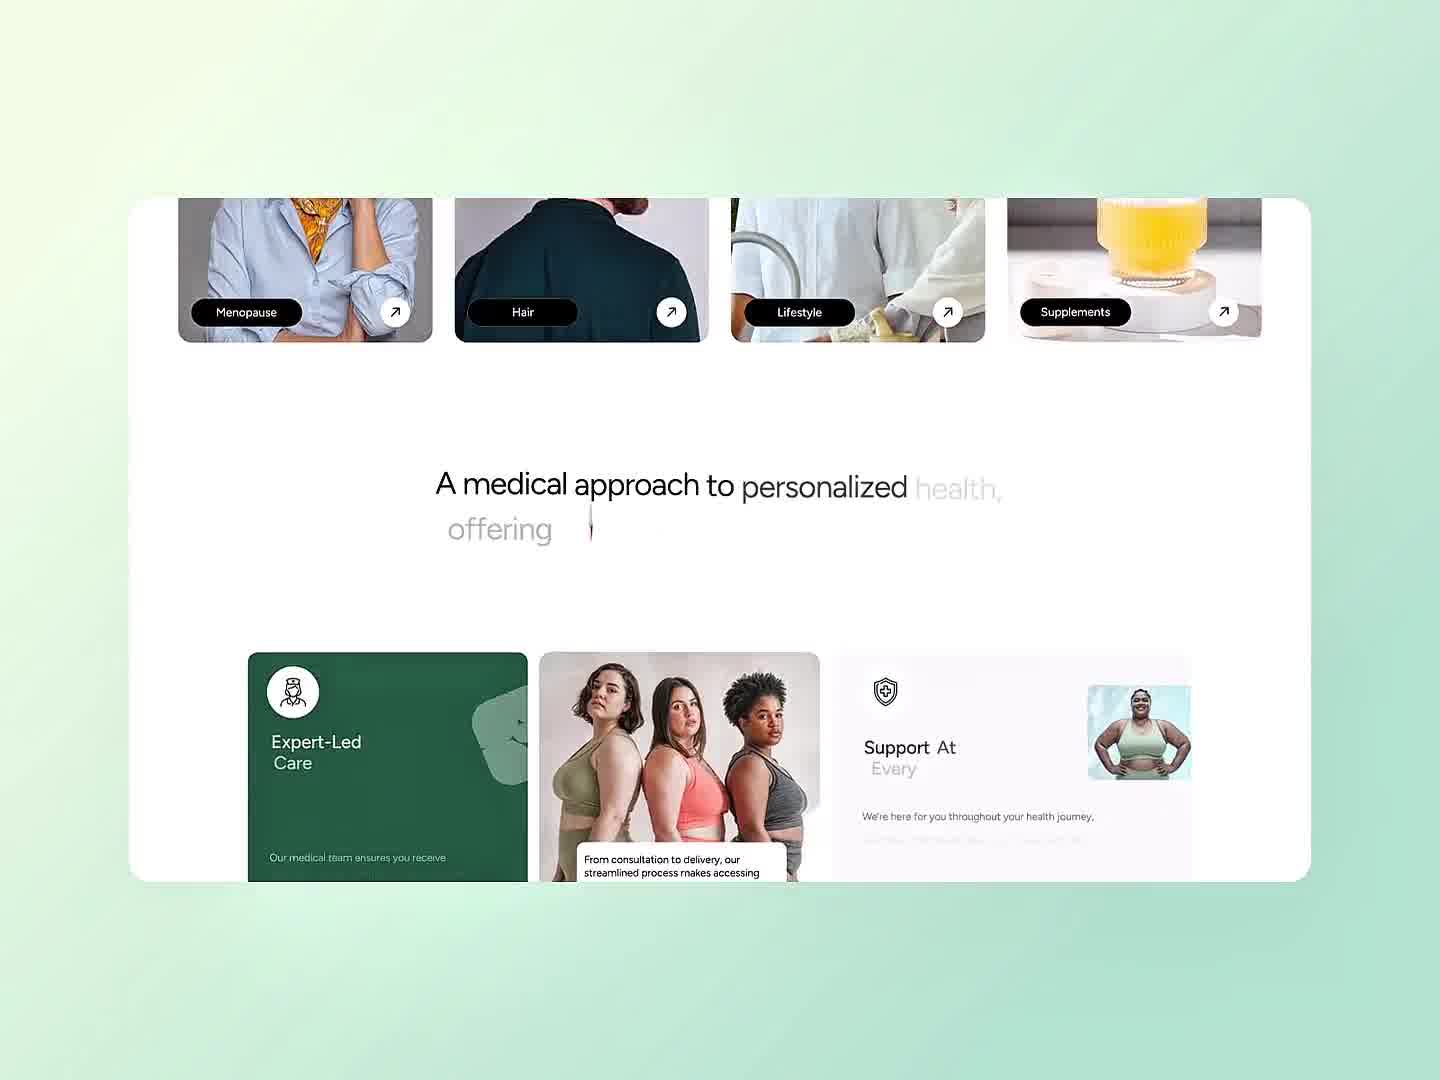 Menopause
Hair
Lifestyle
Supplements
A medical approach to personalized health,
offering
Expert-Led
Care
Our medical team ensures you receive
From consultation to delivery, our
streamlined process makes accessing
Support At
Every
We're here for you throughout your health journey,